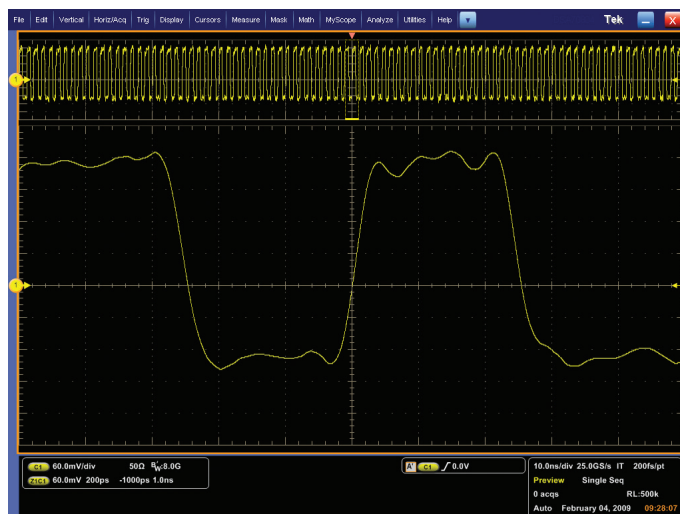 File Edit Vertical Horiz/Acq Trig Display Cursors Measure Mask Math MyScope Analyze Utilities Help Tek X
1
1
C1 60.0mV/div 50Ω BW:8.0G
Z1C1 60.0mV 200ps -1000ps 1.0ns
A' C1 0.0V
10.0ns/div 25.0GS/s IT 200fs/pt
Preview Single Seq
0 acqs RL:500k
Auto February 04, 2009 09:28:07